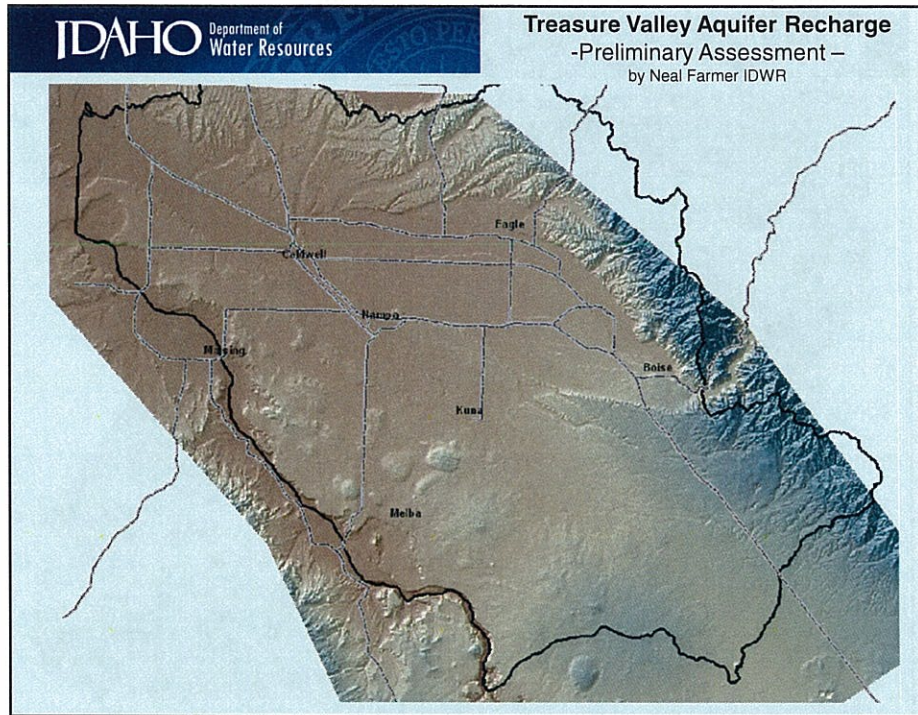 IDAHO Department of
Water Resources
Treasure Valley Aquifer Recharge
-Preliminary Assessment –
by Neal Farmer IDWR
Eagle
Caldwell
Nampa
Marsing
Boise
Kuna
Melba